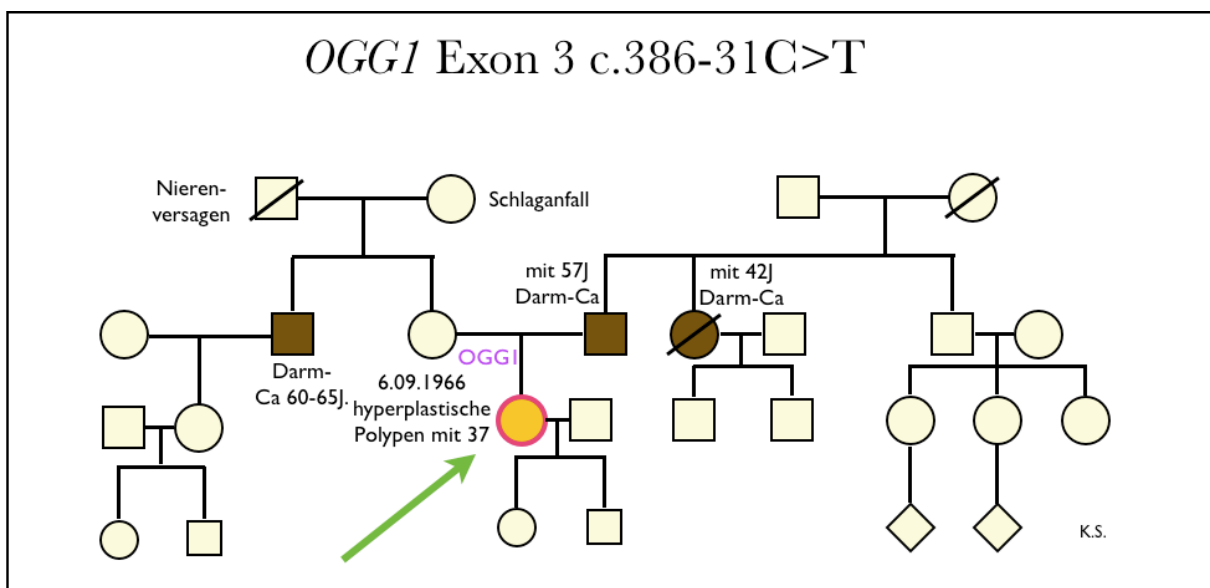 OGG1 Exon 3 c.386-31C>T
Nieren-
versagen
Schlaganfall
mit 57J
Darm-Ca
mit 42J
Darm-Ca
OGG1
Darm-
Ca 60-65J.
6.09.1966
hyperplastische
Polypen mit 37
K.S.